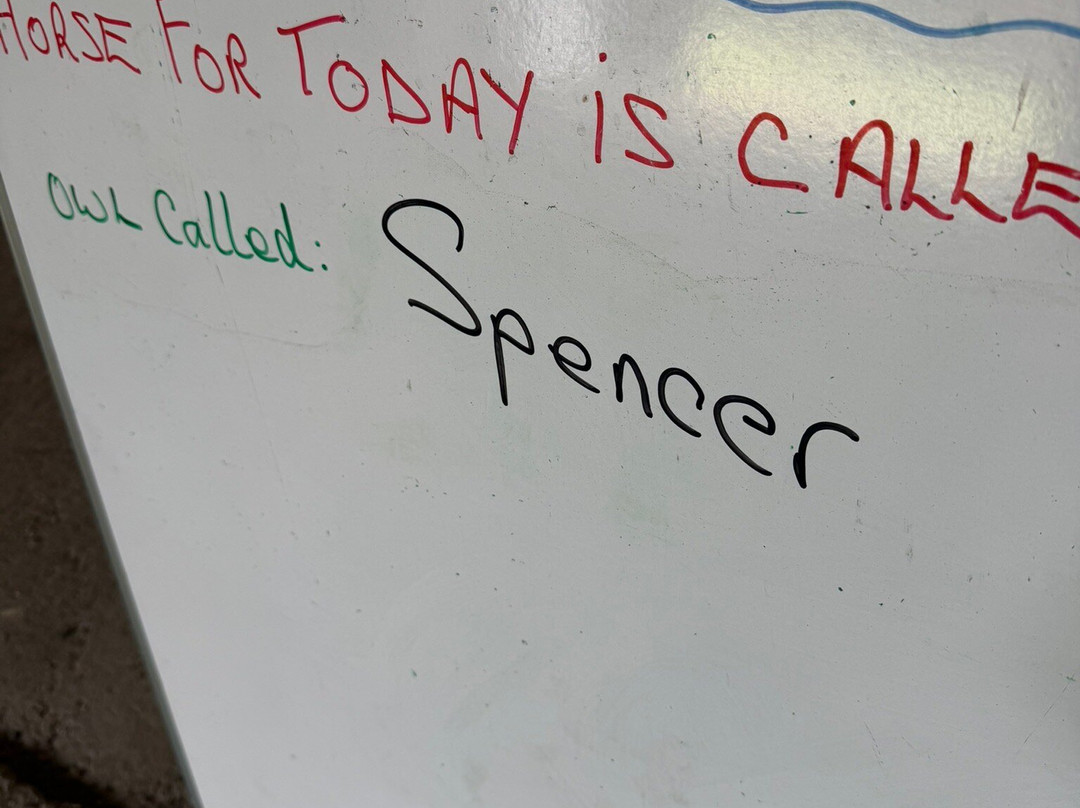 HORSE FOR TODAY iS CALLE
OWL Called: Spencer